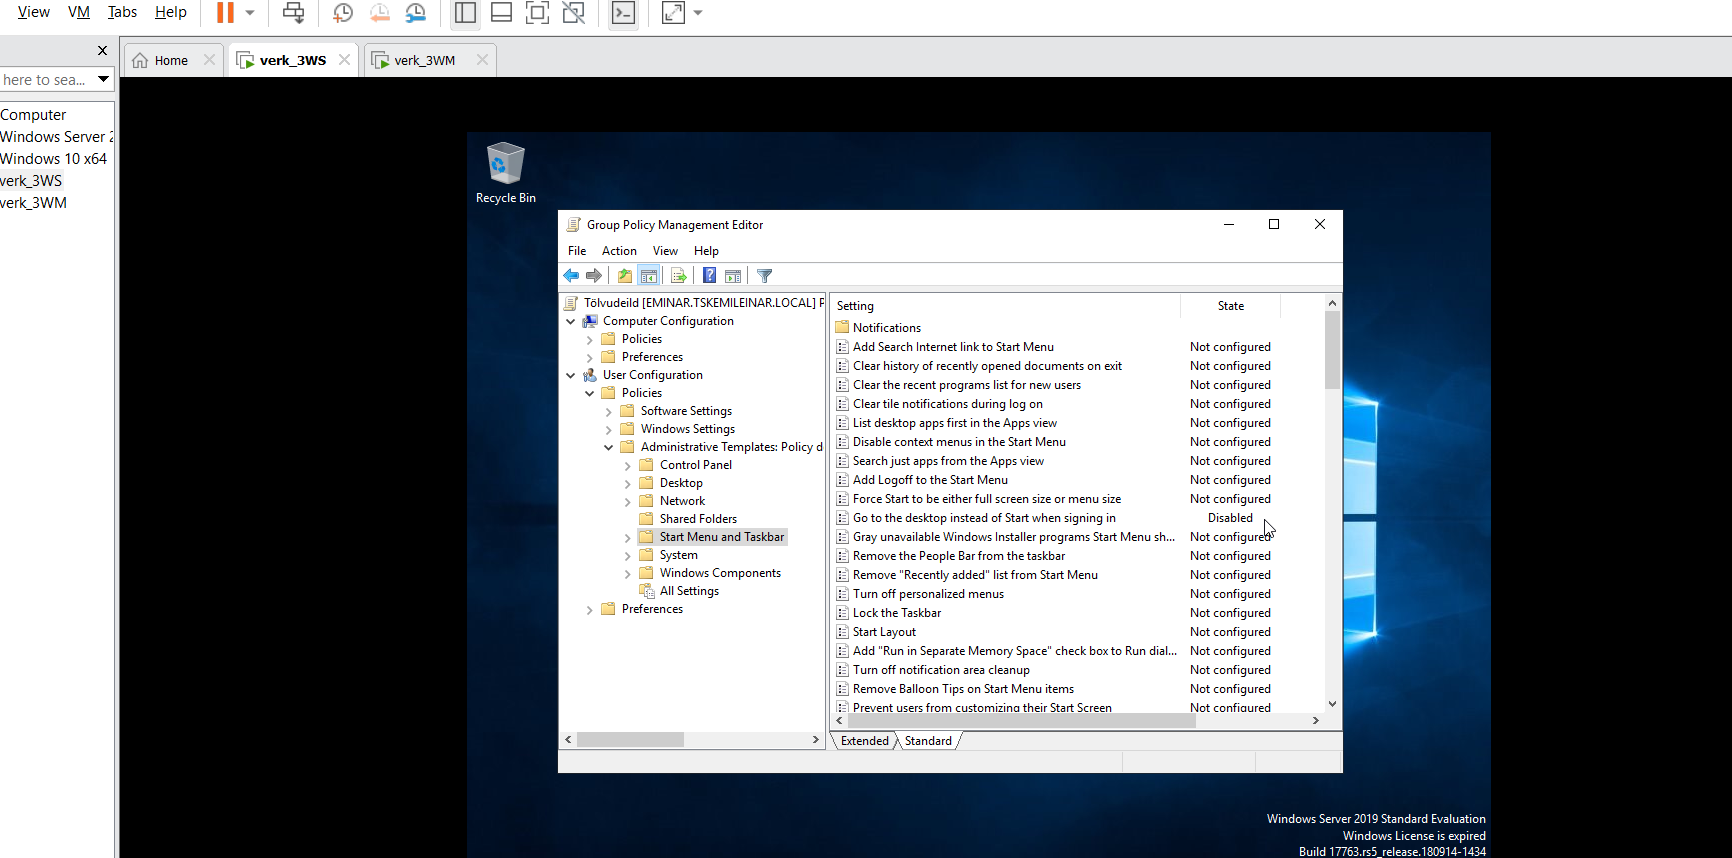 View VM Tabs Help
Home verk_3WS verk_3WM
here to sea...
Computer
Windows Server 2
Windows 10 x64
verk_3WS
verk_3WM
Recycle Bin
Group Policy Management Editor
File Action View Help
Tölvudeild [EMINAR.TSKEMILEINAR.LOCAL] P
Computer Configuration
Policies
Preferences
User Configuration
Policies
Software Settings
Windows Settings
Administrative Templates: Policy d
Control Panel
Desktop
Network
Shared Folders
Start Menu and Taskbar
System
Windows Components
All Settings
Preferences
Setting State
Notifications
Add Search Internet link to Start Menu Not configured
Clear history of recently opened documents on exit Not configured
Clear the recent programs list for new users Not configured
Clear tile notifications during log on Not configured
List desktop apps first in the Apps view Not configured
Disable context menus in the Start Menu Not configured
Search just apps from the Apps view Not configured
Add Logoff to the Start Menu Not configured
Force Start to be either full screen size or menu size Not configured
Go to the desktop instead of Start when signing in Disabled
Gray unavailable Windows Installer programs Start Menu sh... Not configured
Remove the People Bar from the taskbar Not configured
Remove "Recently added" list from Start Menu Not configured
Turn off personalized menus Not configured
Lock the Taskbar Not configured
Start Layout Not configured
Add "Run in Separate Memory Space" check box to Run dial... Not configured
Turn off notification area cleanup Not configured
Remove Balloon Tips on Start Menu items Not configured
Prevent users from customizing their Start Screen Not configured
Extended Standard
Windows Server 2019 Standard Evaluation
Windows License is expired
Build 17763.rs5_release.180914-1434